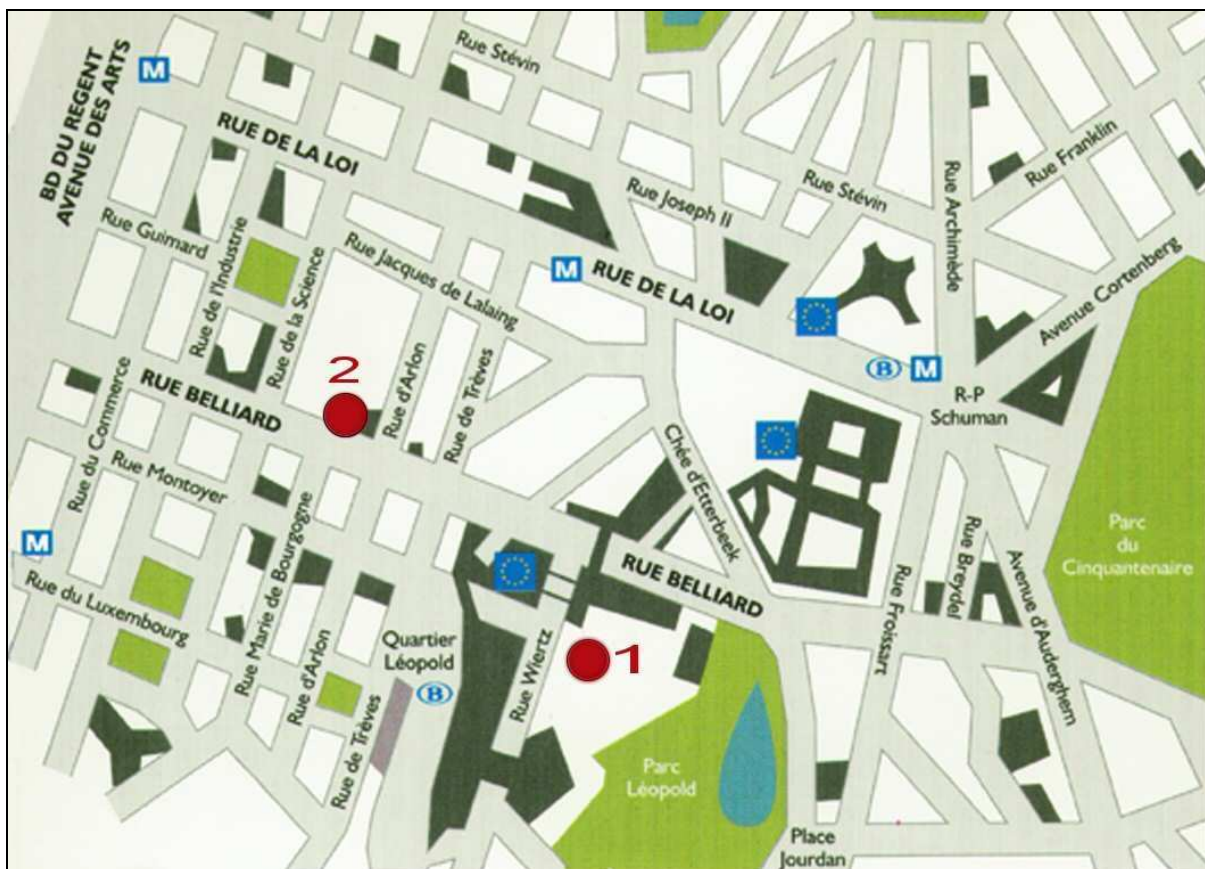 Rue Stévin
M
BD DU REGENT
AVENUE DES ARTS
RUE DE LA LOI
Rue Franklin
Rue Joseph II
Rue Stévin
Rue Archimède
Rue Guimard
Rue de l'Industrie
Rue de la Science
Rue Jacques de Lalaing
M
RUE DE LA LOI
Avenue Cortenberg
2
B
M
R-P
Schuman
RUE BELLIARD
Rue d'Arlon
Rue de Trèves
Rue du Commerce
Rue Montoyer
Chée d'Etterbeek
M
Rue Marie de Bourgogne
Parc
du
Cinquantenaire
Rue du Luxembourg
RUE BELLIARD
Rue Froissart
Rue Breydel
Avenue d'Auderghem
Quartier
Léopold
B
Rue Wiertz
1
Rue d'Arlon
Rue de Trèves
Parc
Léopold
Place
Jourdan